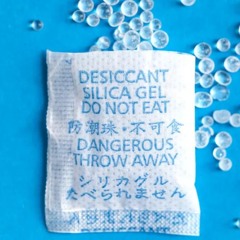 DESICCANT
SILICA GEL
DO NOT EAT
防潮珠·不可食
DANGEROUS
THROW AWAY
シリカゲル
たべられません